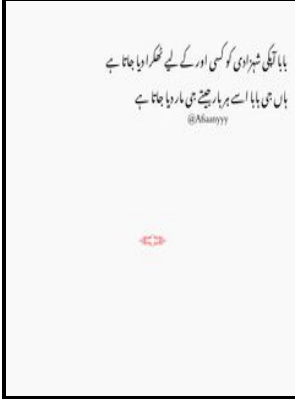 بابا آپکی شہزادی کو کسی اور کے لیے ٹھکرا دیا جاتا ہے
ہاں جی بابا اسے ہر بار جیتے جی مار دیا جاتا ہے
@Afsaanyyy